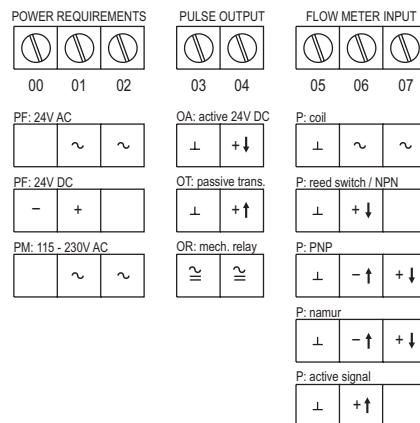 POWER REQUIREMENTS PULSE OUTPUT FLOW METER INPUT
00 01 02 03 04 05 06 07
PF: 24V AC OA: active 24V DC P: coil
~ ~ ⊥ +↓ ⊥ ~ ~
PF: 24V DC OT: passive trans. P: reed switch / NPN
− + ⊥ +↑ ⊥ +↓
PM: 115 - 230V AC OR: mech. relay P: PNP
~ ~ ≅ ≅ ⊥ −↑ +↓
P: namur
⊥ −↑ +↓
P: active signal
⊥ +↑